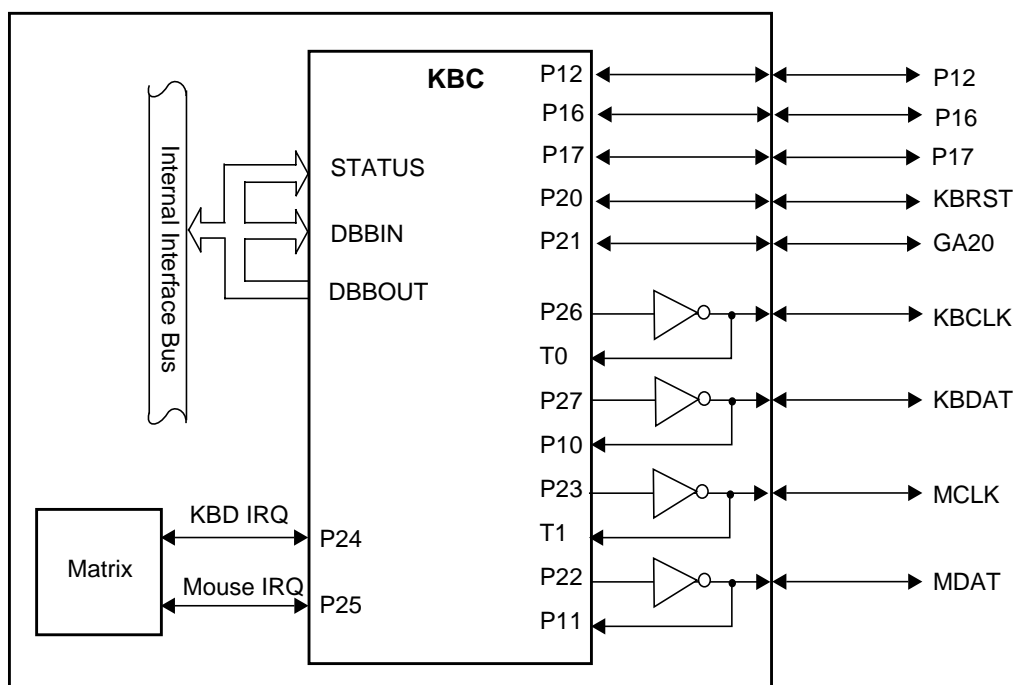 KBC
Internal Interface Bus
STATUS
DBBIN
DBBOUT
P12
P16
P17
P20
P21
P26
T0
P27
P10
P23
T1
P22
P11
P12
P16
P17
KBRST
GA20
KBCLK
KBDAT
MCLK
MDAT
Matrix
KBD IRQ
Mouse IRQ
P24
P25